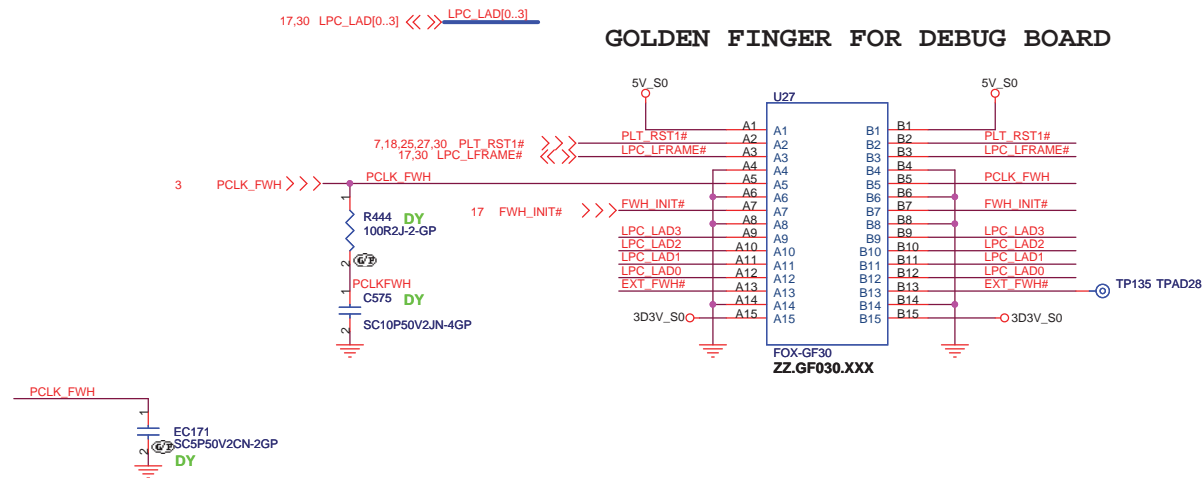 17,30 LPC_LAD[0..3] LPC_LAD[0..3]
GOLDEN FINGER FOR DEBUG BOARD
5V_S0 5V_S0
U27
A1 A1 B1 B1
7,18,25,27,30 PLT_RST1# PLT_RST1# A2 A2 B2 B2 PLT_RST1#
17,30 LPC_LFRAME# LPC_LFRAME# A3 A3 B3 B3 LPC_LFRAME#
A4 A4 B4 B4
3 PCLK_FWH PCLK_FWH A5 A5 B5 B5 PCLK_FWH
A6 A6 B6 B6
17 FWH_INIT# FWH_INIT# A7 A7 B7 B7 FWH_INIT#
A8 A8 B8 B8
LPC_LAD3 A9 A9 B9 B9 LPC_LAD3
LPC_LAD2 A10 A10 B10 B10 LPC_LAD2
LPC_LAD1 A11 A11 B11 B11 LPC_LAD1
LPC_LAD0 A12 A12 B12 B12 LPC_LAD0
EXT_FWH# A13 A13 B13 B13 EXT_FWH# TP135 TPAD28
A14 A14 B14 B14
3D3V_S0 A15 A15 B15 B15 3D3V_S0
FOX-GF30
ZZ.GF030.XXX
1
R444 DY
100R2J-2-GP
2
PCLKFWH
1
C575 DY
SC10P50V2JN-4GP
2
PCLK_FWH
1
EC171
SC5P50V2CN-2GP
2
DY